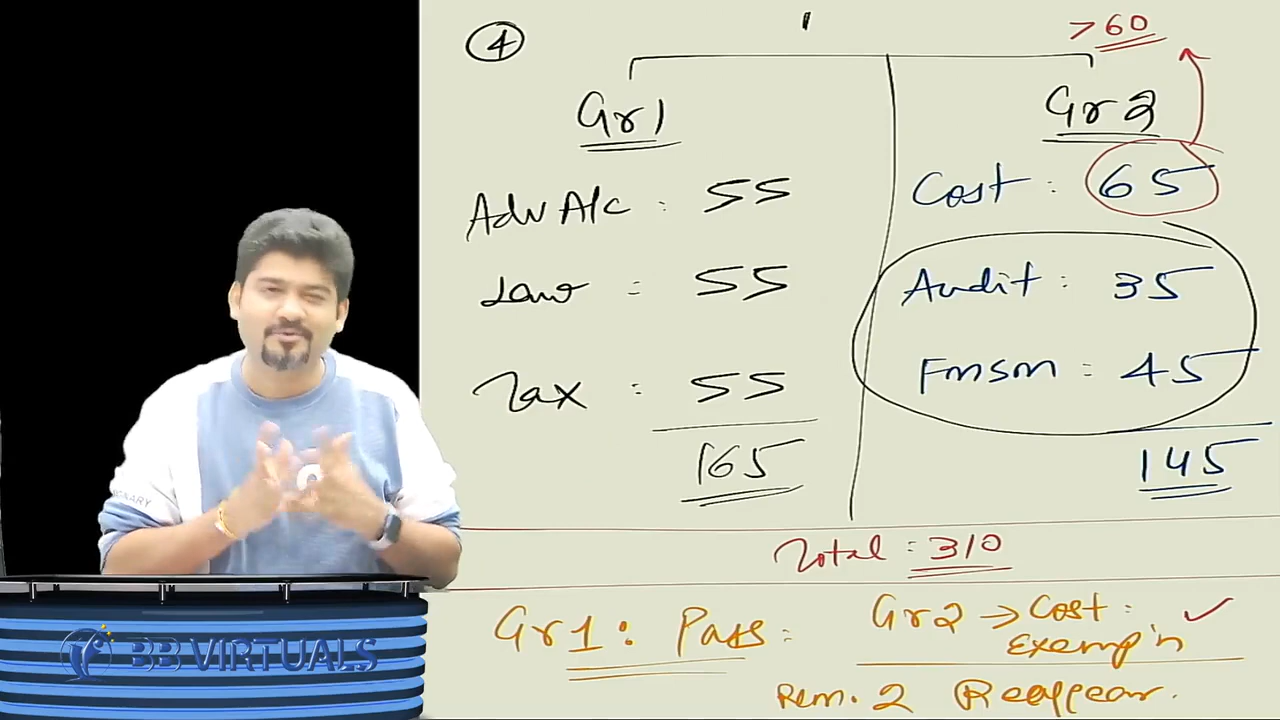 4
>60
Gr1
Gr2
Adv A/c : 55
Cost : 65
Law : 55
Audit : 35
Tax : 55
Fmsm : 45
165
145
Total : 310
Gr1 : Pass :
Gr2 → Cost : ✓
Exemp'n
Rem. 2 Reappear.
BB VIRTUALS